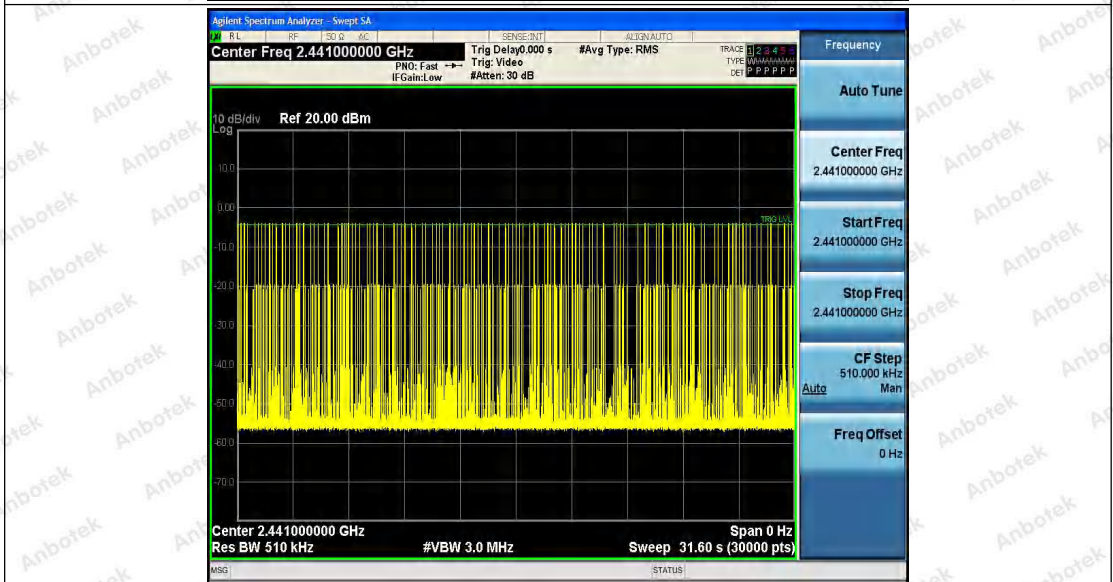 Agilent Spectrum Analyzer - Swept SA
RL RF 50 Ω AC SENSE:INT ALIGN AUTO
Center Freq 2.441000000 GHz
PNO: Fast
IFGain:Low
Trig Delay0.000 s
Trig: Video
#Atten: 30 dB
#Avg Type: RMS
TRACE 1 2 3 4 5 6
TYPE
DET P P P P P P
10 dB/div Ref 20.00 dBm
Log
10.0
0.00
TRIG LVL
-10.0
-20.0
-30.0
-40.0
-50.0
-60.0
-70.0
Center 2.441000000 GHz Span 0 Hz
Res BW 510 kHz #VBW 3.0 MHz Sweep 31.60 s (30000 pts)
MSG STATUS
Frequency
Auto Tune
Center Freq
2.441000000 GHz
Start Freq
2.441000000 GHz
Stop Freq
2.441000000 GHz
CF Step
510.000 kHz
Auto Man
Freq Offset
0 Hz
Anbotek